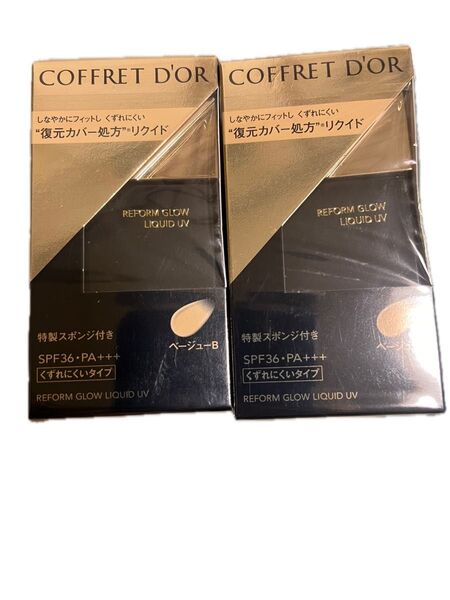 COFFRET D'OR
しなやかにフィットし くずれにくい
“復元カバー処方”※リクイド
REFORM GLOW
LIQUID UV
ベージュ-B
特製スポンジ付き
SPF36・PA+++
くずれにくいタイプ
REFORM GLOW LIQUID UV
COFFRET D'OR
しなやかにフィットし くずれにくい
“復元カバー処方”※リクイド
REFORM GLOW
LIQUID UV
特製スポンジ付き
SPF36・PA+++
くずれにくいタイプ
REFORM GLOW LIQUID UV